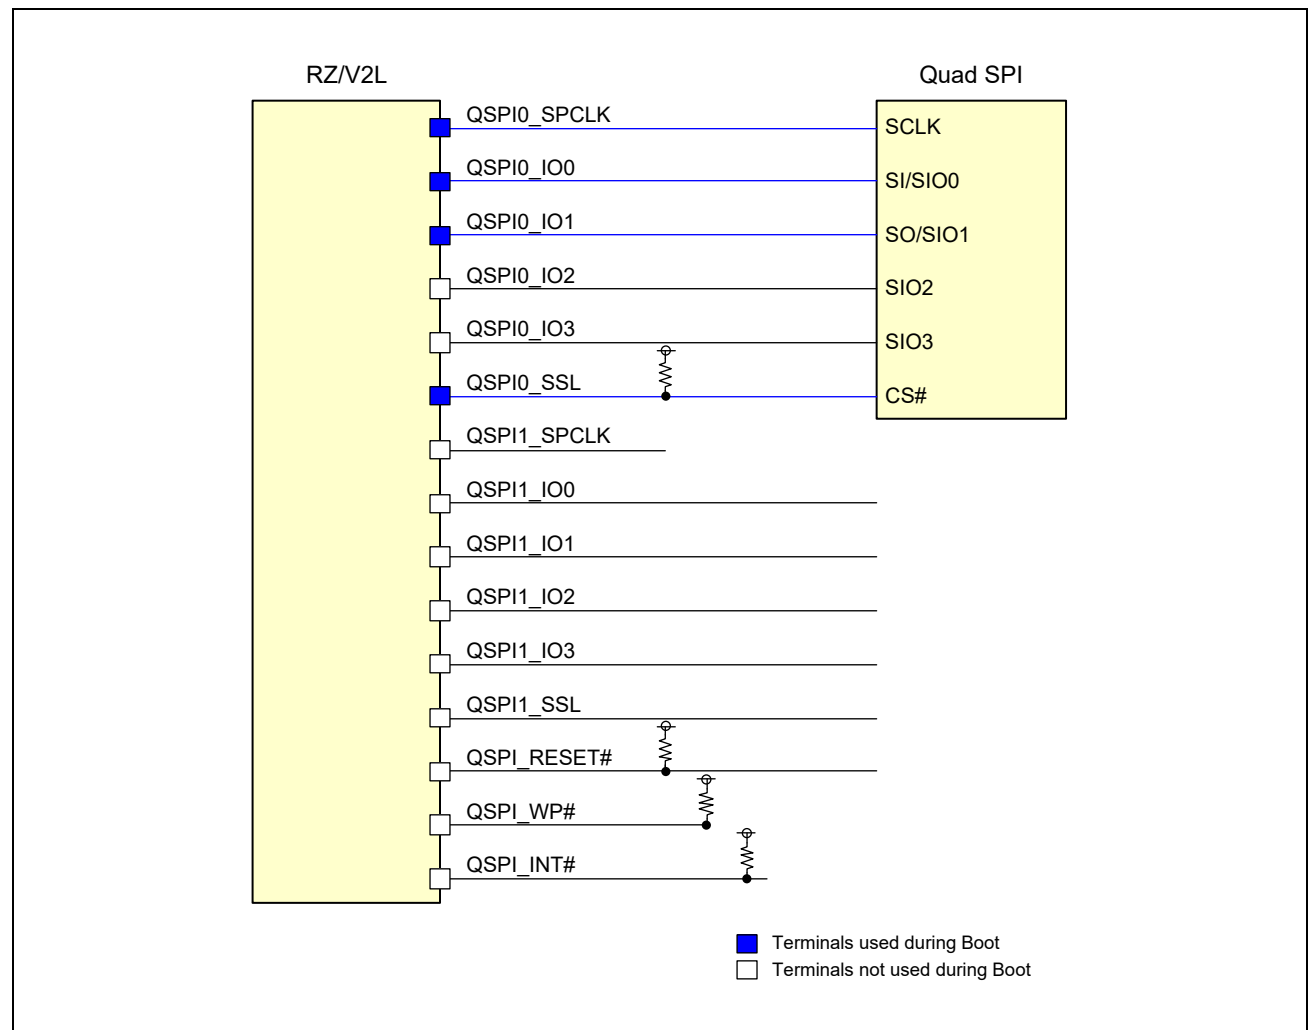 RZ/V2L
Quad SPI
QSPI0_SPCLK
SCLK
QSPI0_IO0
SI/SIO0
QSPI0_IO1
SO/SIO1
QSPI0_IO2
SIO2
QSPI0_IO3
SIO3
QSPI0_SSL
CS#
QSPI1_SPCLK
QSPI1_IO0
QSPI1_IO1
QSPI1_IO2
QSPI1_IO3
QSPI1_SSL
QSPI_RESET#
QSPI_WP#
QSPI_INT#
Terminals used during Boot
Terminals not used during Boot